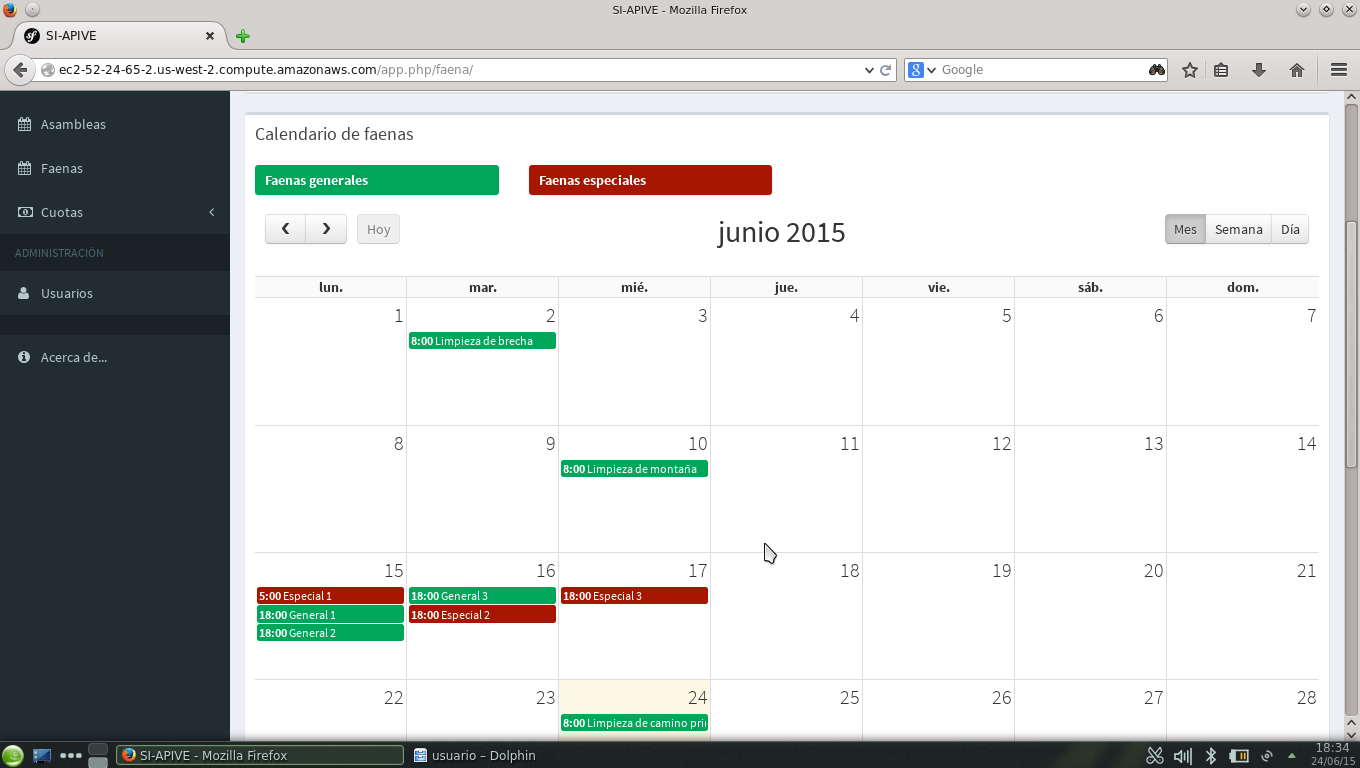 SI-APIVE - Mozilla Firefox
SI-APIVE
ec2-52-24-65-2.us-west-2.compute.amazonaws.com/app.php/faena/
Google
Asambleas
Faenas
Cuotas
ADMINISTRACIÓN
Usuarios
Acerca de...
Calendario de faenas
Faenas generales Faenas especiales
Hoy junio 2015 Mes Semana Día
lun. mar. mié. jue. vie. sáb. dom.
1 2 3 4 5 6 7
8:00 Limpieza de brecha
8 9 10 11 12 13 14
8:00 Limpieza de montaña
15 16 17 18 19 20 21
5:00 Especial 1 18:00 General 3 18:00 Especial 3
18:00 General 1 18:00 Especial 2
18:00 General 2
22 23 24 25 26 27 28
8:00 Limpieza de camino pri
SI-APIVE - Mozilla Firefox
usuario – Dolphin
18:34
24/06/15